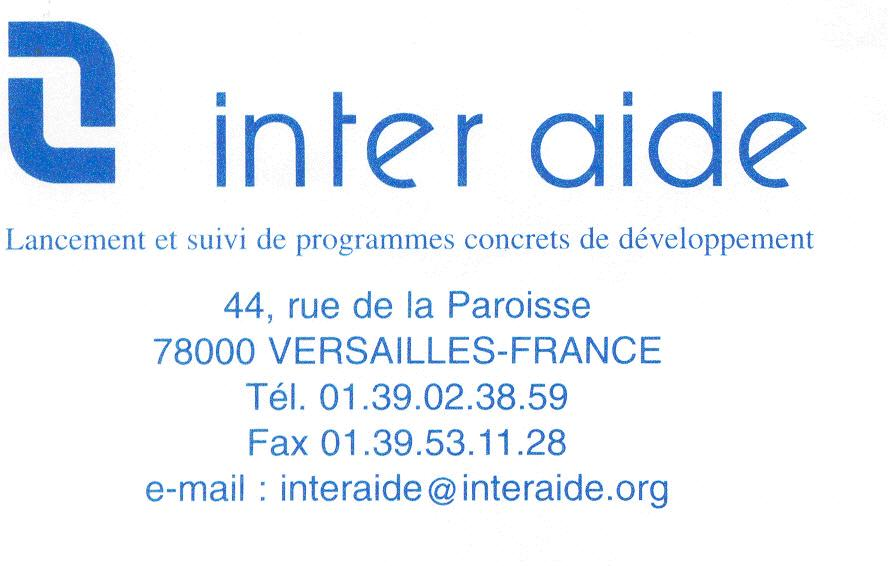 inter aide
Lancement et suivi de programmes concrets de développement
44, rue de la Paroisse
78000 VERSAILLES-FRANCE
Tél. 01.39.02.38.59
Fax 01.39.53.11.28
e-mail : interaide@interaide.org